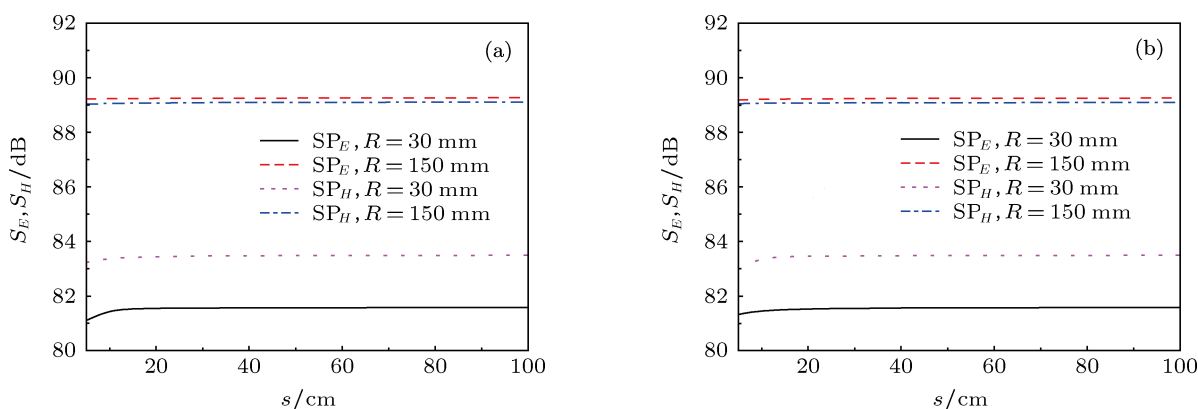 92
90
88
86
84
82
80
S_E, S_H/dB
(a)
SP_E, R = 30 mm
SP_E, R = 150 mm
SP_H, R = 30 mm
SP_H, R = 150 mm
20
40
60
80
100
s/cm
92
90
88
86
84
82
80
S_E, S_H/dB
(b)
SP_E, R = 30 mm
SP_E, R = 150 mm
SP_H, R = 30 mm
SP_H, R = 150 mm
20
40
60
80
100
s/cm